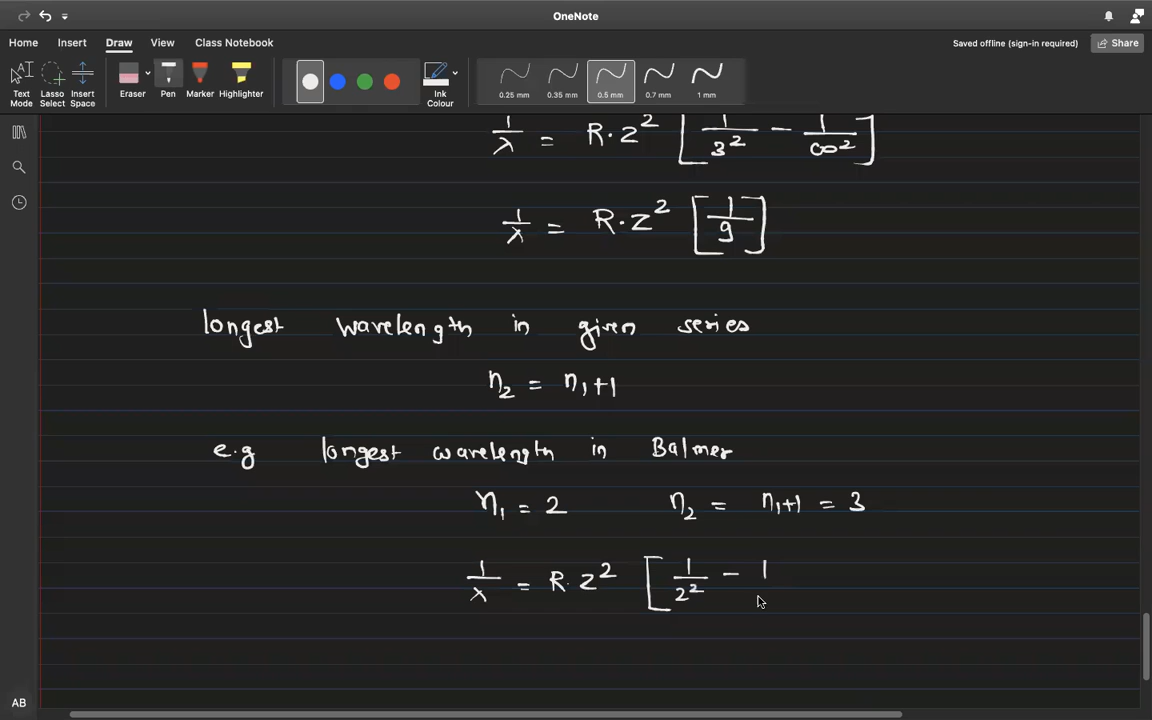 OneNote
Home Insert Draw View Class Notebook
Saved offline (sign-in required) Share
Text Mode Lasso Select Insert Space Eraser Pen Marker Highlighter Ink Colour 0.25 mm 0.35 mm 0.5 mm 0.7 mm 1 mm
1/λ = R·Z² [1/3² − 1/∞²]
1/λ = R·Z² [1/9]
longest wavelength in given series
n₂ = n₁+1
e.g longest wavelength in Balmer
n₁ = 2 n₂ = n₁+1 = 3
1/λ = R·Z² [1/2² − 1
AB